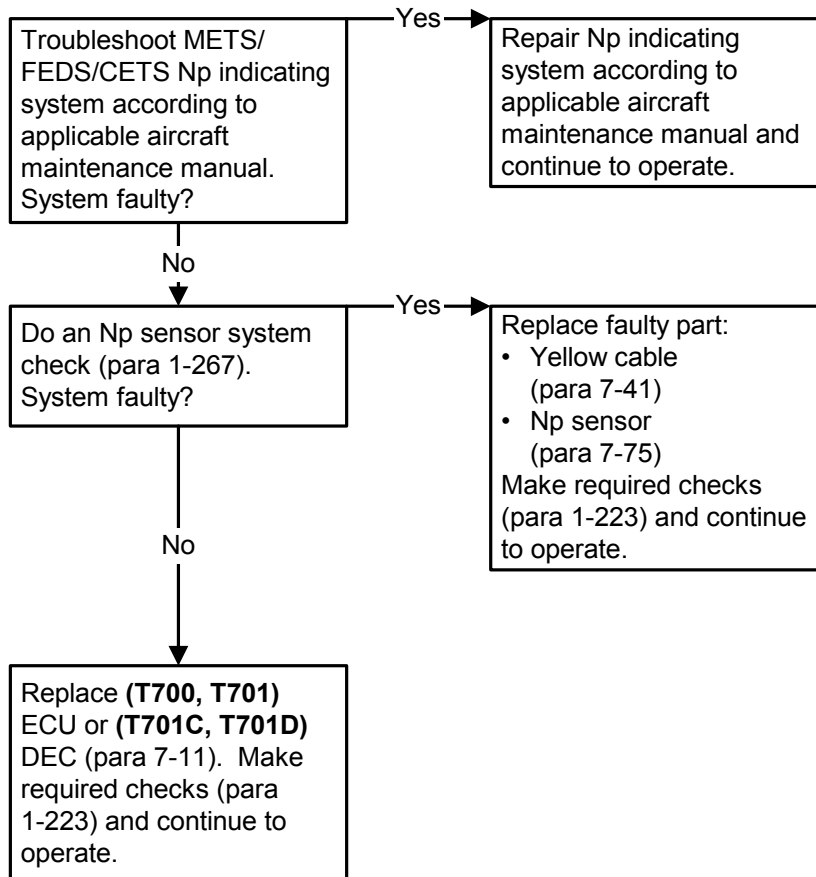 Troubleshoot METS/
FEDS/CETS Np indicating
system according to
applicable aircraft
maintenance manual.
System faulty?
Yes
Repair Np indicating
system according to
applicable aircraft
maintenance manual and
continue to operate.
No
Do an Np sensor system
check (para 1-267).
System faulty?
Yes
Replace faulty part:
• Yellow cable
(para 7-41)
• Np sensor
(para 7-75)
Make required checks
(para 1-223) and continue
to operate.
No
Replace (T700, T701)
ECU or (T701C, T701D)
DEC (para 7-11). Make
required checks (para
1-223) and continue to
operate.